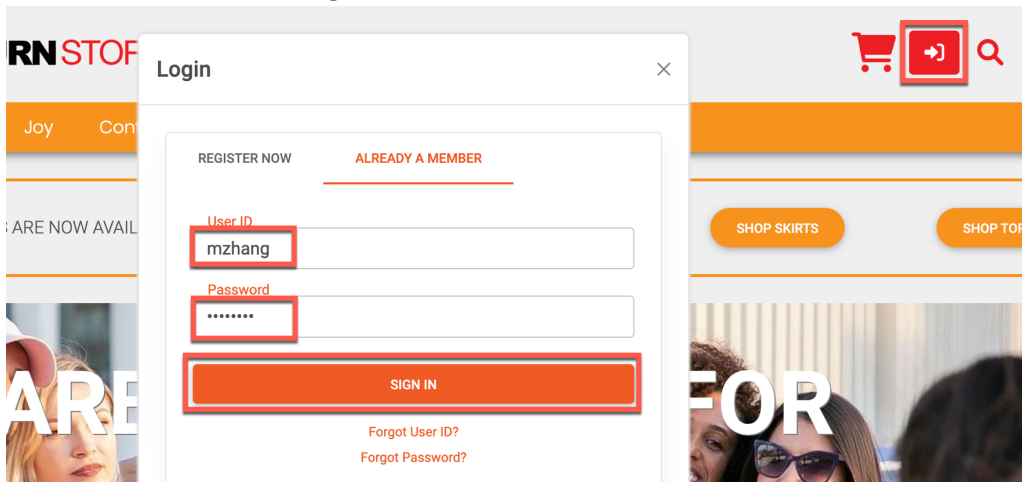 RN STOF
Login
Joy Con
REGISTER NOW ALREADY A MEMBER
User ID
ARE NOW AVAIL
mzhang
SHOP SKIRTS SHOP TOP
Password
••••••••
SIGN IN
ARE FOR
Forgot User ID?
Forgot Password?